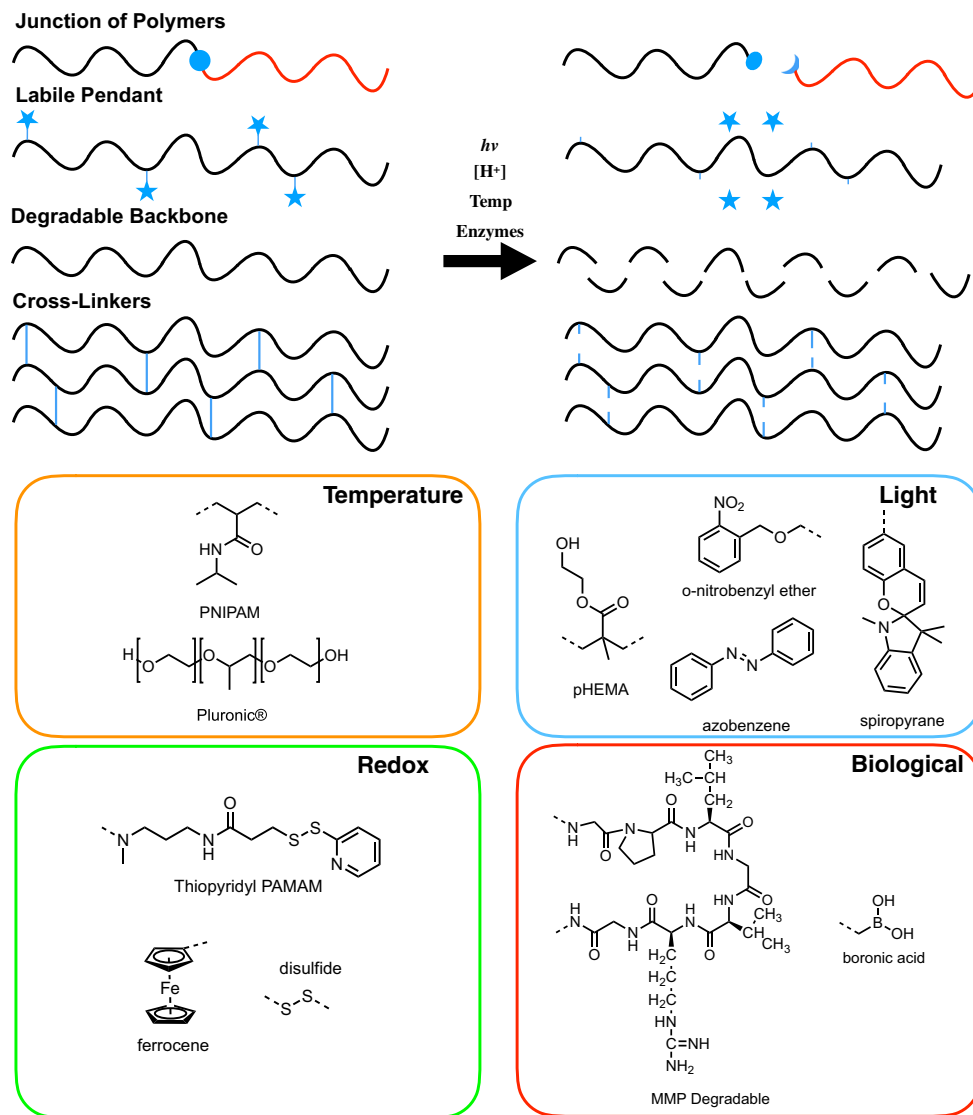 Junction of Polymers
Labile Pendant
hν
[H⁺]
Temp
Degradable Backbone
Enzymes
Cross-Linkers
Temperature
HN
O
PNIPAM
H
O
O
O
OH
Pluronic®
Light
OH
O
O
pHEMA
NO₂
O
o-nitrobenzyl ether
N
N
azobenzene
O
N
spiropyrane
Redox
N
N
H
O
S
S
N
Thiopyridyl PAMAM
Fe
ferrocene
disulfide
S
S
Biological
CH₃
H₃C
CH
CH₂
N
H
O
N
O
N
H
O
NH
O
H
N
O
N
H
O
H
N
O
HN
CH₃
CH
CH₃
H₂C
CH₂
H₂C
HN
C=NH
NH₂
MMP Degradable
OH
B
OH
boronic acid